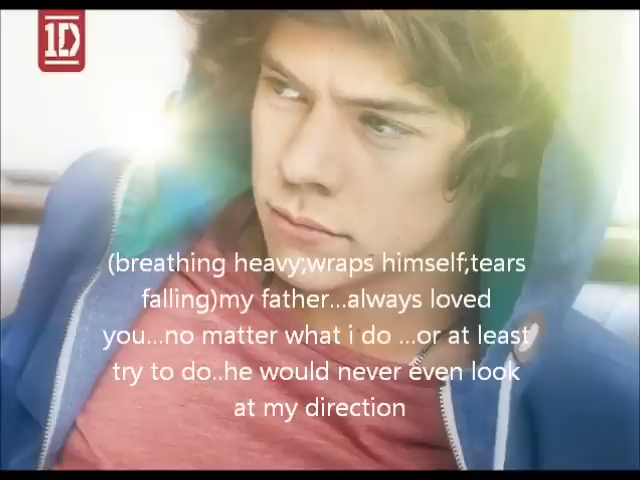 1D
(breathing heavy;wraps himself;tears
falling)my father...always loved
you...no matter what i do ...or at least
try to do..he would never even look
at my direction